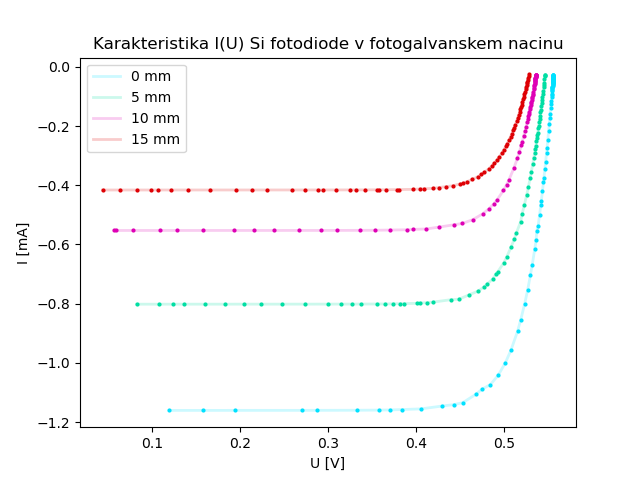 Karakteristika I(U) Si fotodiode v fotogalvanskem nacinu
0 mm
5 mm
10 mm
15 mm
I [mA]
0.0
−0.2
−0.4
−0.6
−0.8
−1.0
−1.2
0.1 0.2 0.3 0.4 0.5
U [V]